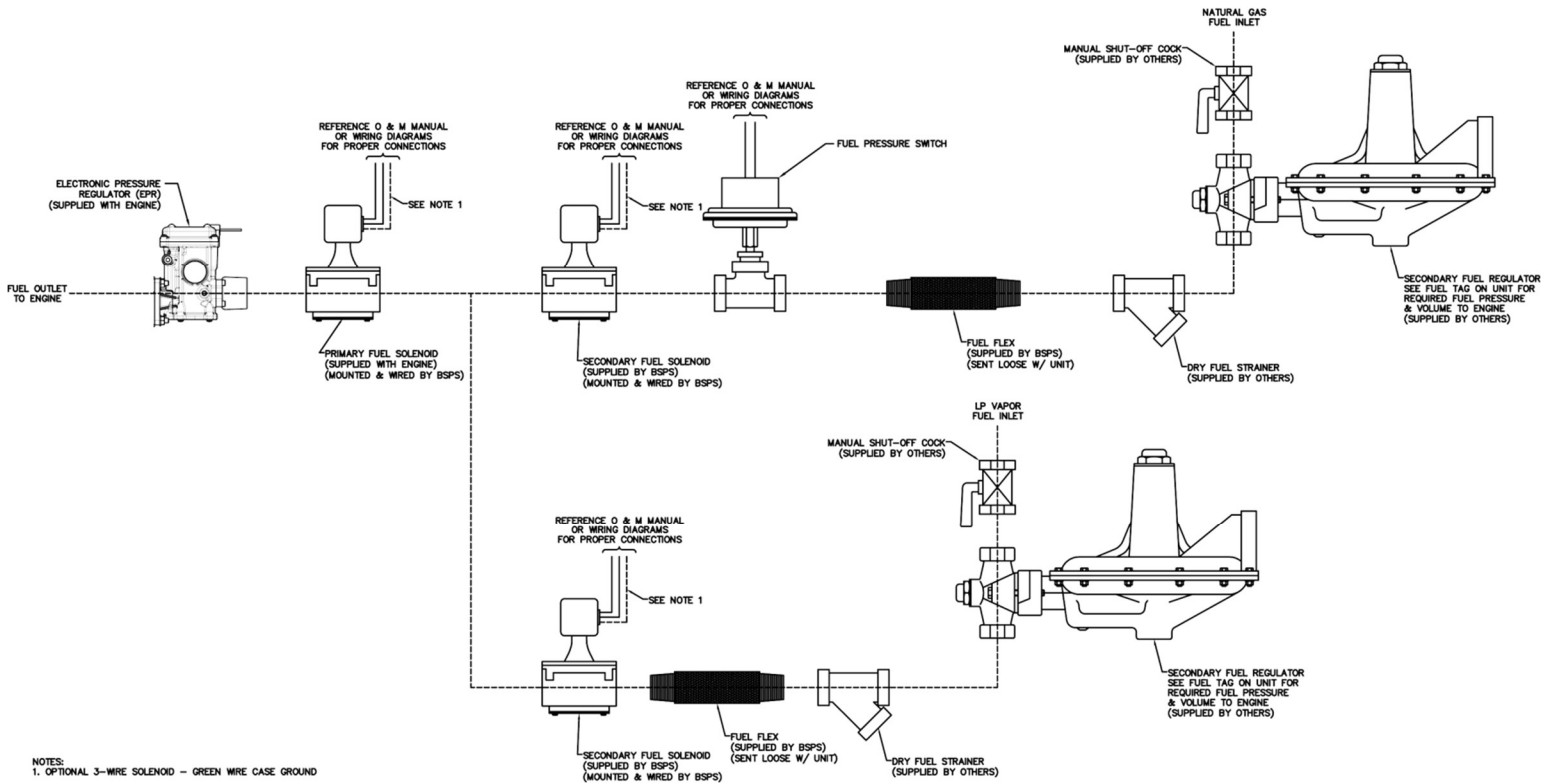 NATURAL GAS
FUEL INLET
MANUAL SHUT-OFF COCK
(SUPPLIED BY OTHERS)
REFERENCE O & M MANUAL
OR WIRING DIAGRAMS
FOR PROPER CONNECTIONS
REFERENCE O & M MANUAL
OR WIRING DIAGRAMS
FOR PROPER CONNECTIONS
REFERENCE O & M MANUAL
OR WIRING DIAGRAMS
FOR PROPER CONNECTIONS
FUEL PRESSURE SWITCH
ELECTRONIC PRESSURE
REGULATOR (EPR)
(SUPPLIED WITH ENGINE)
SEE NOTE 1
SEE NOTE 1
FUEL OUTLET
TO ENGINE
SECONDARY FUEL REGULATOR
SEE FUEL TAG ON UNIT FOR
REQUIRED FUEL PRESSURE
& VOLUME TO ENGINE
(SUPPLIED BY OTHERS)
PRIMARY FUEL SOLENOID
(SUPPLIED WITH ENGINE)
(MOUNTED & WIRED BY BSPS)
SECONDARY FUEL SOLENOID
(SUPPLIED BY BSPS)
(MOUNTED & WIRED BY BSPS)
FUEL FLEX
(SUPPLIED BY BSPS)
(SENT LOOSE W/ UNIT)
DRY FUEL STRAINER
(SUPPLIED BY OTHERS)
LP VAPOR
FUEL INLET
MANUAL SHUT-OFF COCK
(SUPPLIED BY OTHERS)
REFERENCE O & M MANUAL
OR WIRING DIAGRAMS
FOR PROPER CONNECTIONS
SEE NOTE 1
SECONDARY FUEL REGULATOR
SEE FUEL TAG ON UNIT FOR
REQUIRED FUEL PRESSURE
& VOLUME TO ENGINE
(SUPPLIED BY OTHERS)
SECONDARY FUEL SOLENOID
(SUPPLIED BY BSPS)
(MOUNTED & WIRED BY BSPS)
FUEL FLEX
(SUPPLIED BY BSPS)
(SENT LOOSE W/ UNIT)
DRY FUEL STRAINER
(SUPPLIED BY OTHERS)
NOTES:
1. OPTIONAL 3-WIRE SOLENOID - GREEN WIRE CASE GROUND